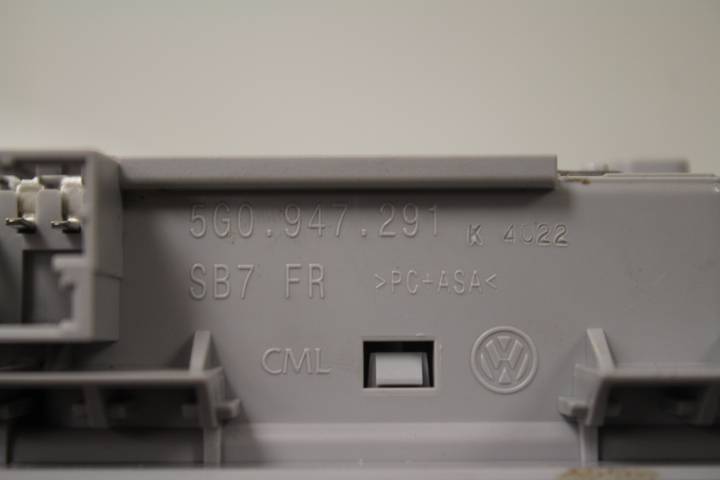 5G0.947.291 K 4022
SB7 FR >PC+ASA<
CML